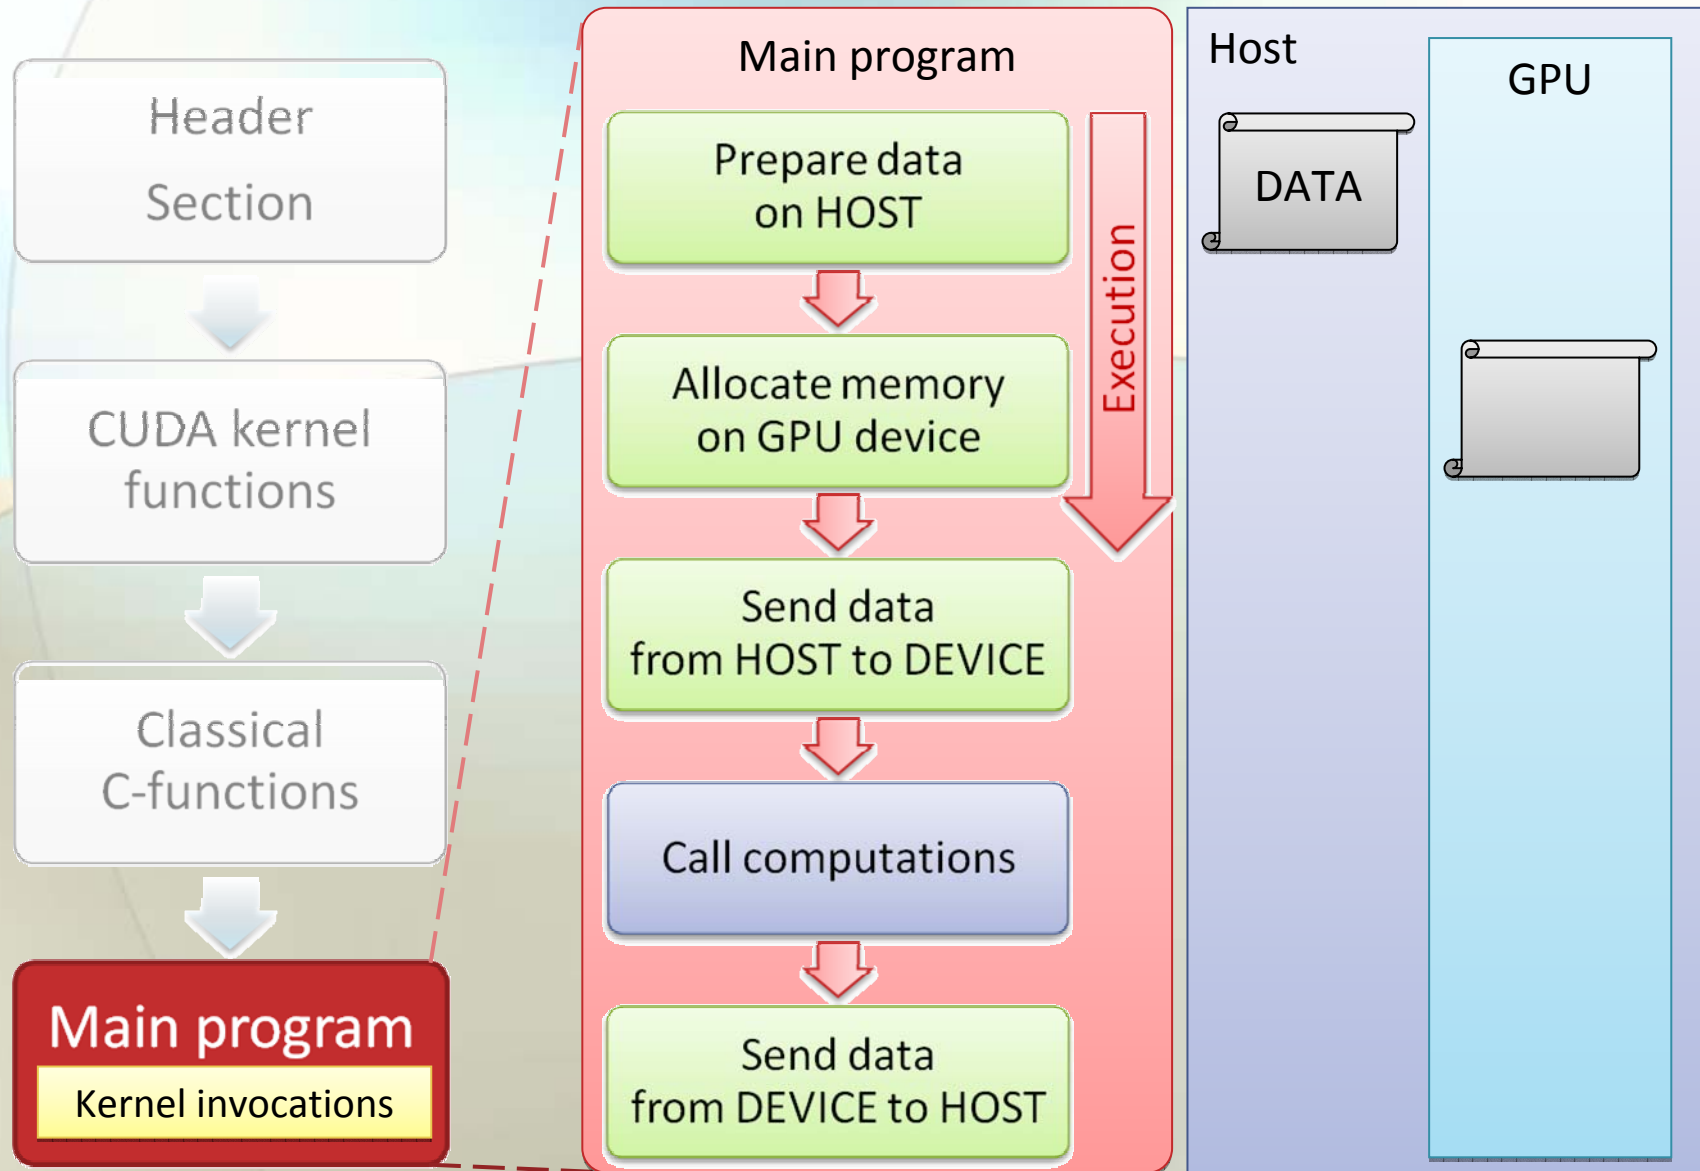 Header
Section
CUDA kernel
functions
Classical
C-functions
Main program
Kernel invocations
Main program
Prepare data
on HOST
Allocate memory
on GPU device
Send data
from HOST to DEVICE
Call computations
Send data
from DEVICE to HOST
Execution
Host
DATA
GPU